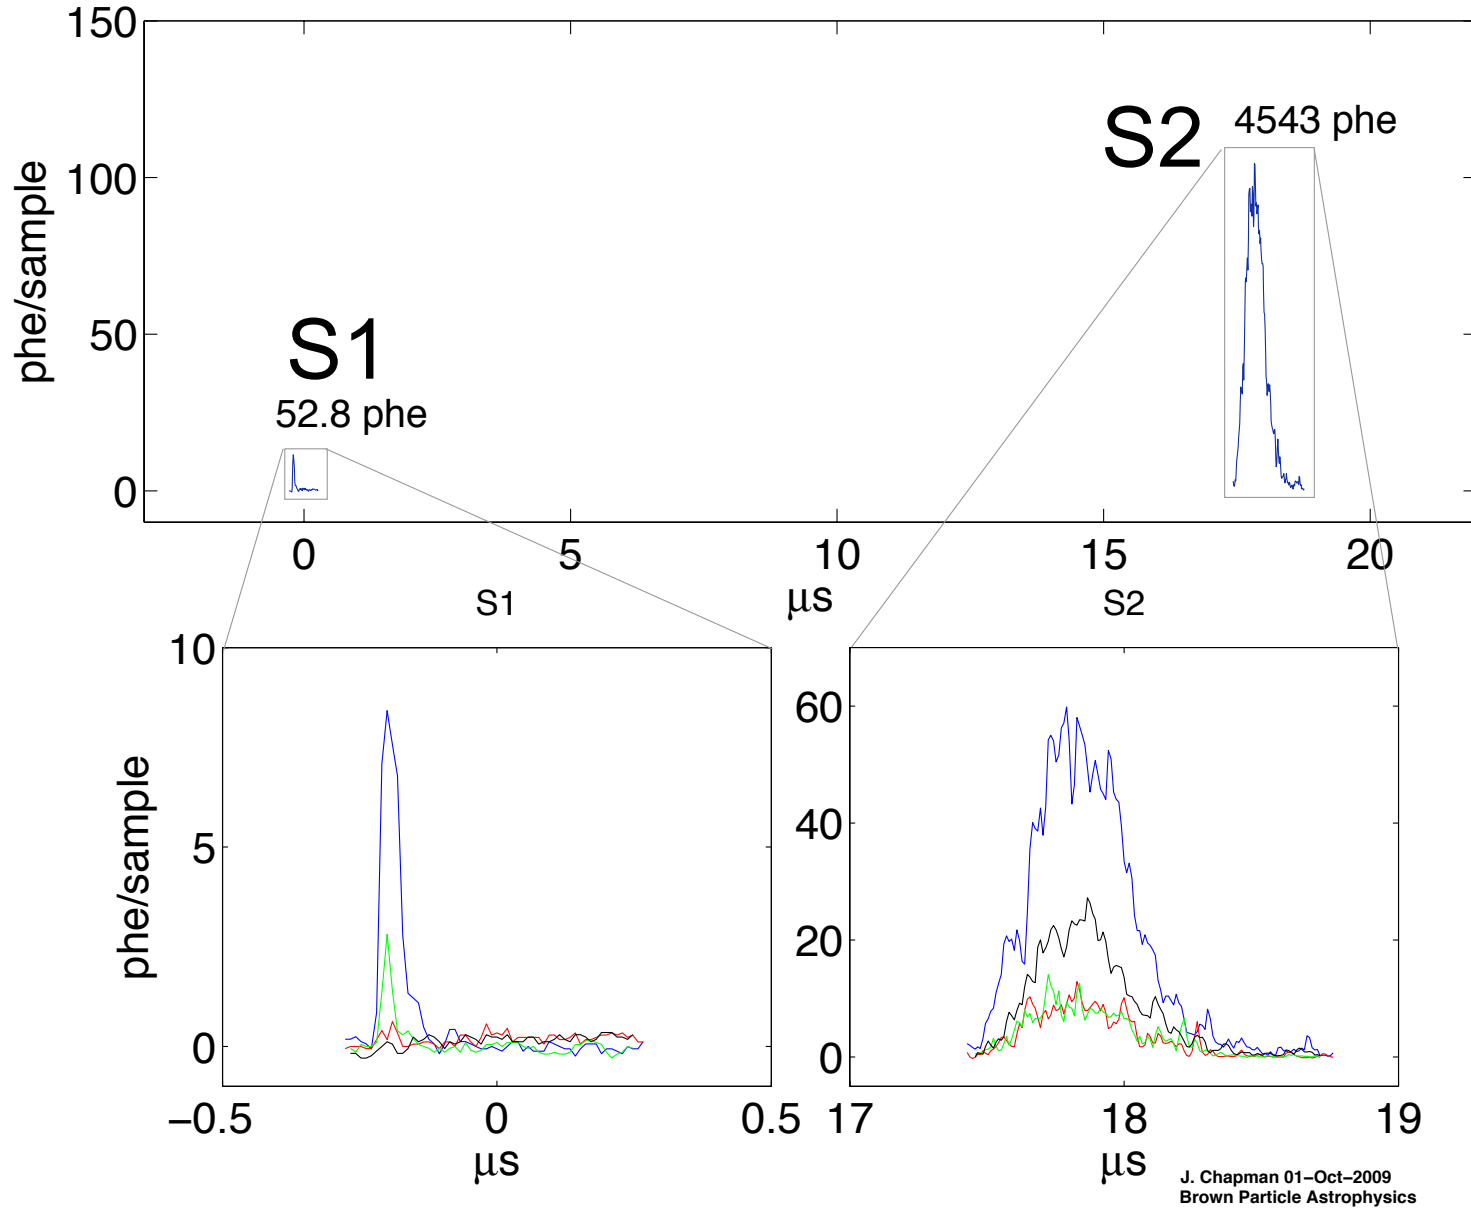 150
100
50
0
phe/sample
S1
52.8 phe
S2
4543 phe
0 5 10 15 20
μs
S1
10
5
0
phe/sample
−0.5 0 0.5
μs
S2
60
40
20
0
17 18 19
μs
J. Chapman 01−Oct−2009
Brown Particle Astrophysics